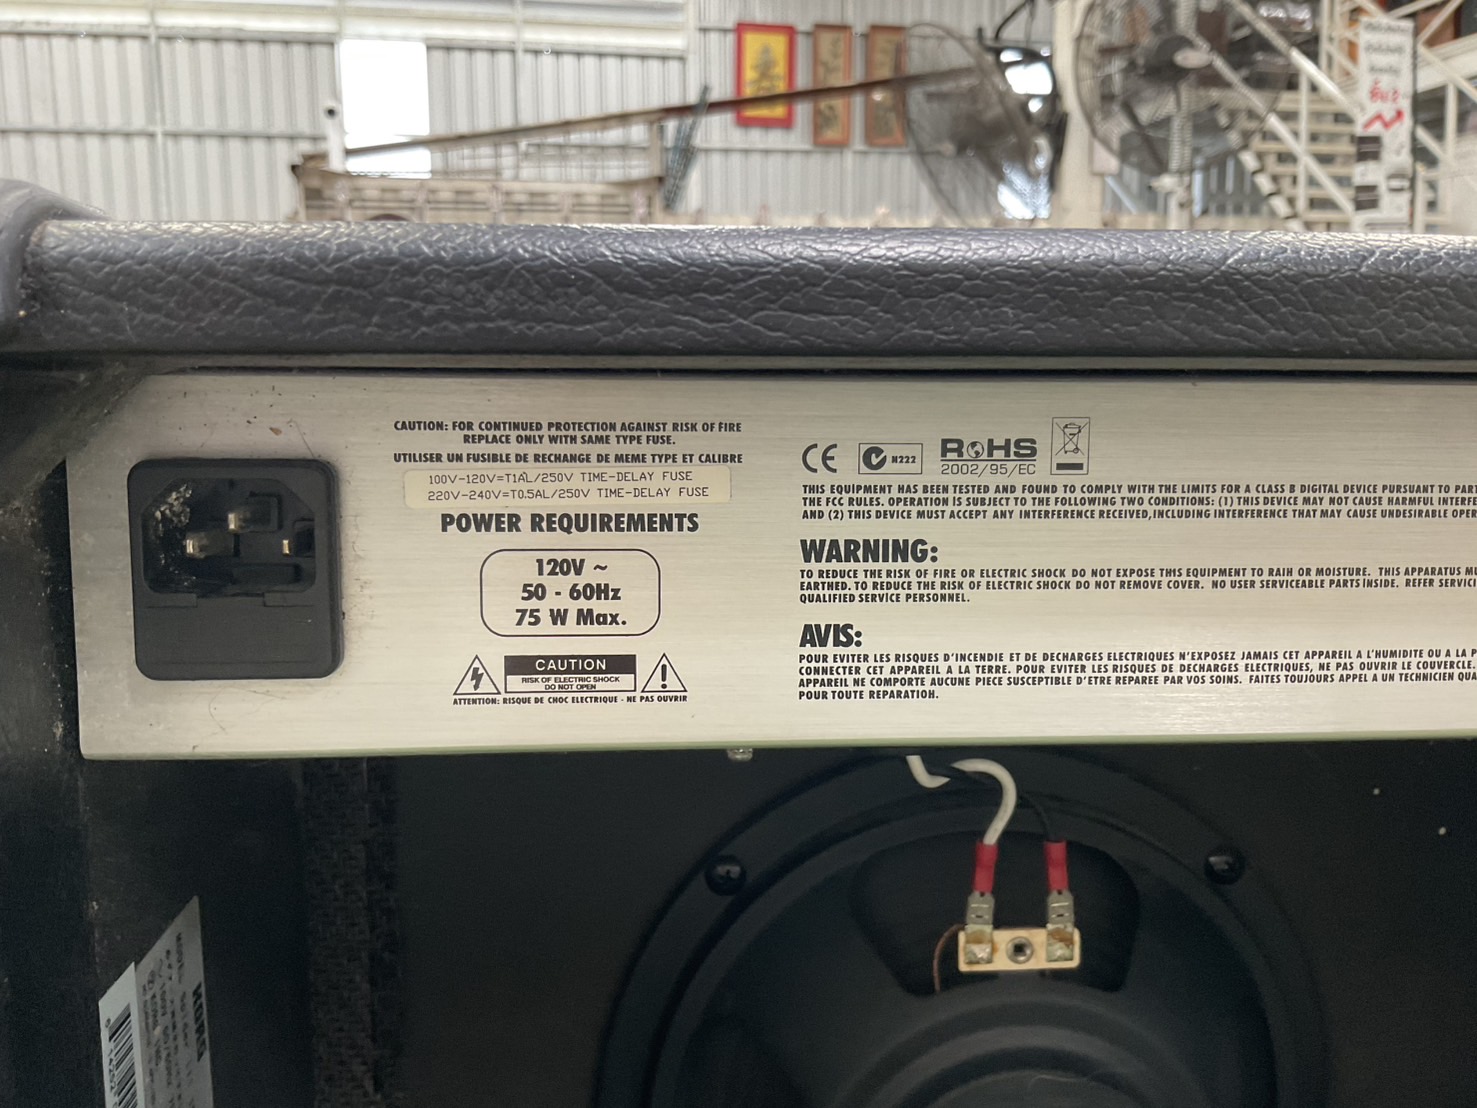 CAUTION: FOR CONTINUED PROTECTION AGAINST RISK OF FIRE
REPLACE ONLY WITH SAME TYPE FUSE.
UTILISER UN FUSIBLE DE RECHANGE DE MEME TYPE ET CALIBRE
100V-120V=T1AL/250V TIME-DELAY FUSE
220V-240V=T0.5AL/250V TIME-DELAY FUSE
POWER REQUIREMENTS
120V ~
50 - 60Hz
75 W Max.
CAUTION
RISK OF ELECTRIC SHOCK
DO NOT OPEN
ATTENTION: RISQUE DE CHOC ELECTRIQUE - NE PAS OUVRIR
CE N222 RoHS
2002/95/EC
THIS EQUIPMENT HAS BEEN TESTED AND FOUND TO COMPLY WITH THE LIMITS FOR A CLASS B DIGITAL DEVICE PURSUANT TO PART
THE FCC RULES. OPERATION IS SUBJECT TO THE FOLLOWING TWO CONDITIONS: (1) THIS DEVICE MAY NOT CAUSE HARMFUL INTERFE
AND (2) THIS DEVICE MUST ACCEPT ANY INTERFERENCE RECEIVED, INCLUDING INTERFERENCE THAT MAY CAUSE UNDESIRABLE OPER
WARNING:
TO REDUCE THE RISK OF FIRE OR ELECTRIC SHOCK DO NOT EXPOSE THIS EQUIPMENT TO RAIH OR MOISTURE. THIS APPARATUS MU
EARTHED. TO REDUCE THE RISK OF ELECTRIC SHOCK DO NOT REMOVE COVER. NO USER SERVICEABLE PARTS INSIDE. REFER SERVICI
QUALIFIED SERVICE PERSONNEL.
AVIS:
POUR EVITER LES RISQUES D'INCENDIE ET DE DECHARGES ELECTRIQUES N'EXPOSEZ JAMAIS CET APPAREIL A L'HUMIDITE OU A LA P
CONNECTER CET APPAREIL A LA TERRE. POUR EVITER LES RISQUES DE DECHARGES ELECTRIQUES, NE PAS OUVRIR LE COUVERCLE.
APPAREIL NE COMPORTE AUCUNE PIECE SUSCEPTIBLE D'ETRE REPAREE PAR VOS SOINS. FAITES TOUJOURS APPEL A UN TECHNICIEN QUA
POUR TOUTE REPARATION.
KORG